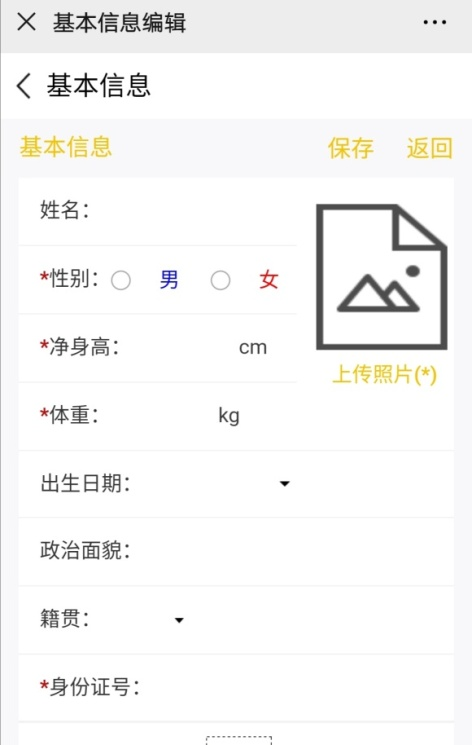 基本信息编辑
基本信息
基本信息 保存 返回
姓名：
*性别： 男 女
*净身高： cm
上传照片(*)
*体重： kg
出生日期：
政治面貌：
籍贯：
*身份证号：